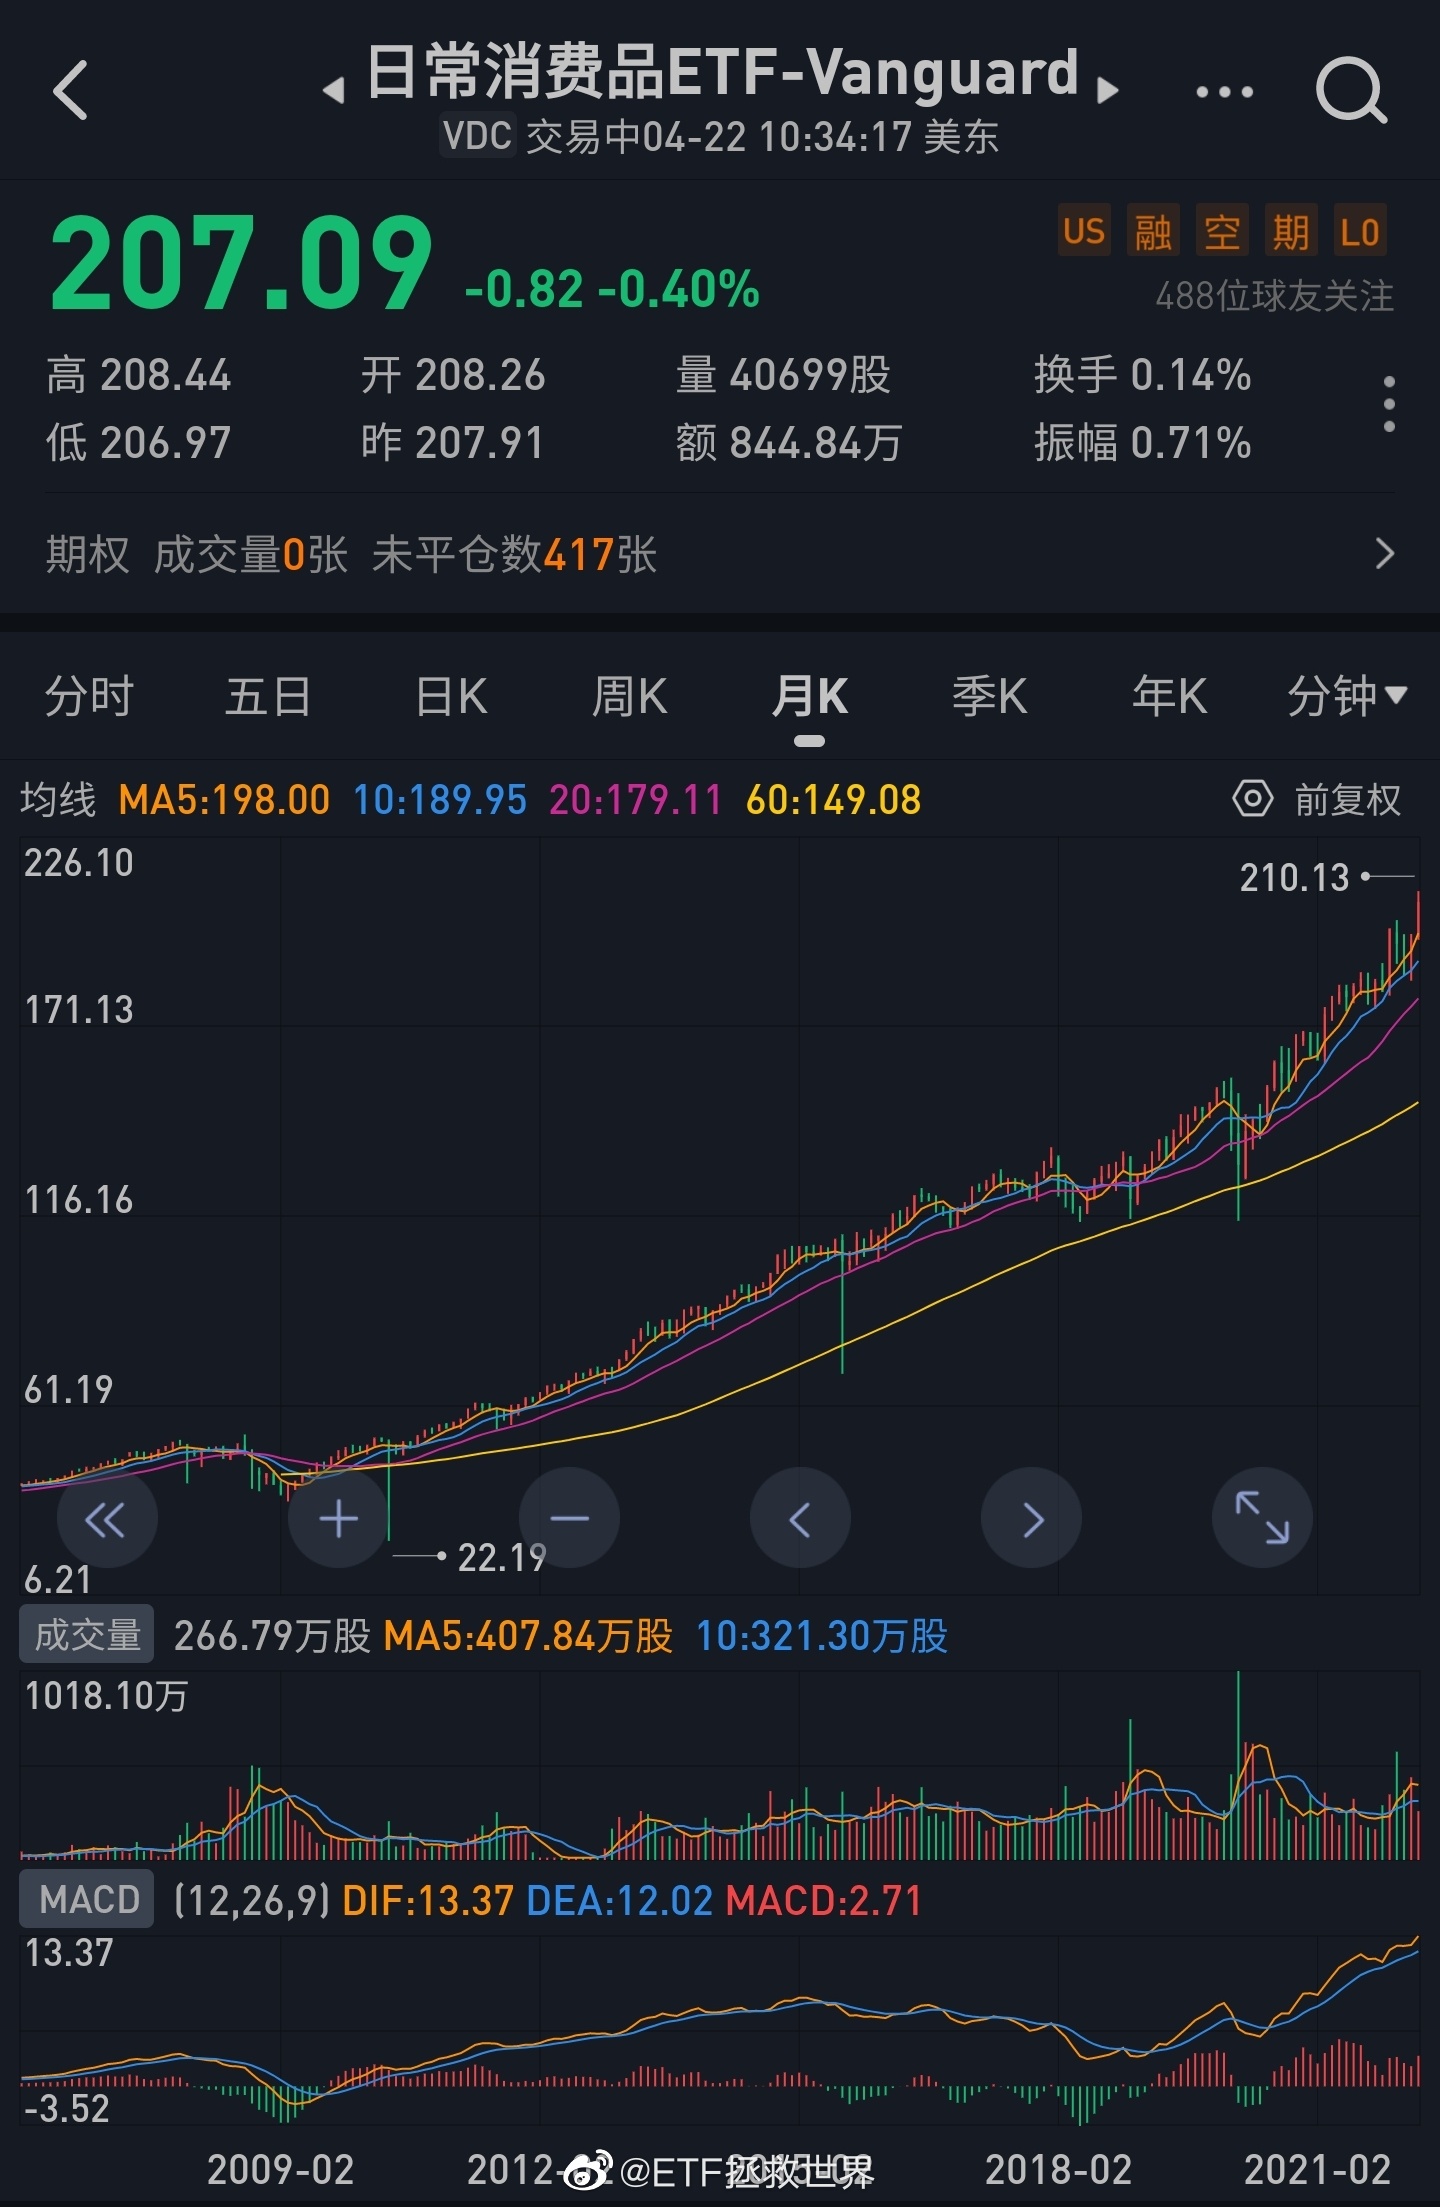 日常消费品ETF-Vanguard
VDC 交易中04-22 10:34:17 美东
207.09 -0.82 -0.40%
US 融 空 期 L0
488位球友关注
高 208.44 开 208.26 量 40699股 换手 0.14%
低 206.97 昨 207.91 额 844.84万 振幅 0.71%
期权 成交量0张 未平仓数417张
分时 五日 日K 周K 月K 季K 年K 分钟
均线 MA5:198.00 10:189.95 20:179.11 60:149.08 前复权
226.10
210.13
171.13
116.16
61.19
22.19
6.21
成交量 266.79万股 MA5:407.84万股 10:321.30万股
1018.10万
MACD (12,26,9) DIF:13.37 DEA:12.02 MACD:2.71
13.37
-3.52
2009-02 2012- 2018-02 2021-02
@ETF拯救世界